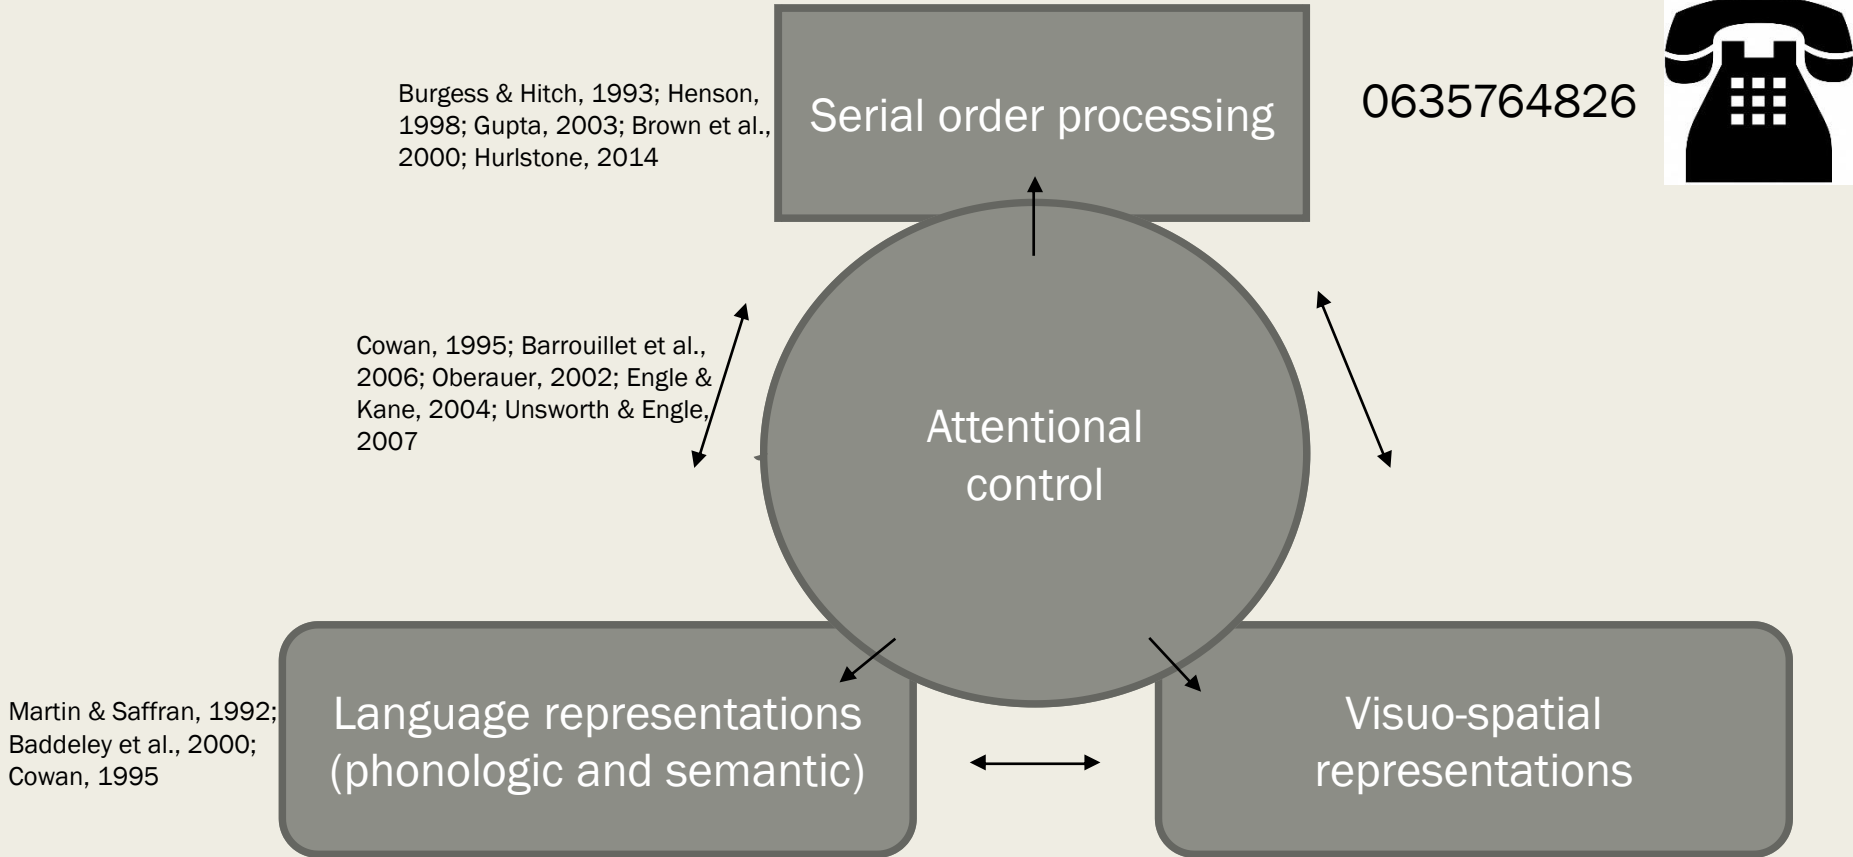 Burgess & Hitch, 1993; Henson,
1998; Gupta, 2003; Brown et al.,
2000; Hurlstone, 2014
Serial order processing
0635764826
Cowan, 1995; Barrouillet et al.,
2006; Oberauer, 2002; Engle &
Kane, 2004; Unsworth & Engle,
2007
Attentional
control
Martin & Saffran, 1992;
Baddeley et al., 2000;
Cowan, 1995
Language representations
(phonologic and semantic)
Visuo-spatial
representations